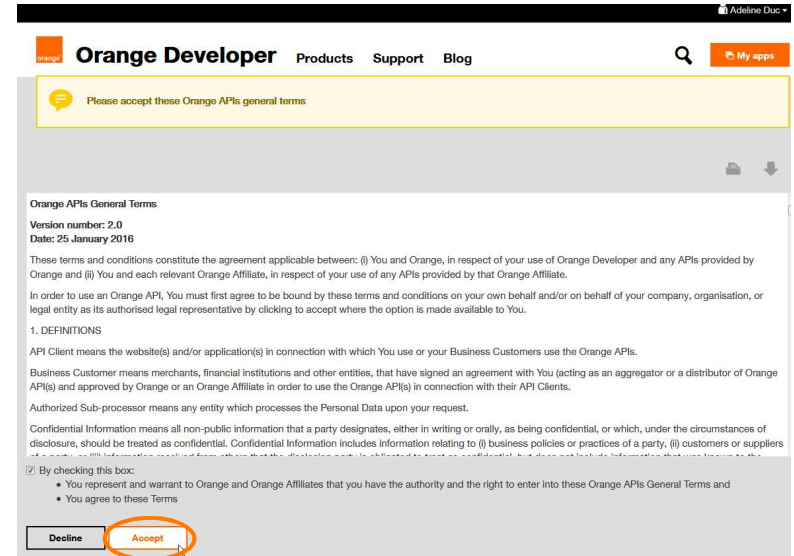 Adeline Duc
orange
Orange Developer Products Support Blog
My apps
Please accept these Orange APIs general terms
Orange APIs General Terms
Version number: 2.0
Date: 25 January 2016
These terms and conditions constitute the agreement applicable between: (i) You and Orange, in respect of your use of Orange Developer and any APIs provided by
Orange and (ii) You and each relevant Orange Affiliate, in respect of your use of any APIs provided by that Orange Affiliate.
In order to use an Orange API, You must first agree to be bound by these terms and conditions on your own behalf and/or on behalf of your company, organisation, or
legal entity as its authorised legal representative by clicking to accept where the option is made available to You.
1. DEFINITIONS
API Client means the website(s) and/or application(s) in connection with which You use or your Business Customers use the Orange APIs.
Business Customer means merchants, financial institutions and other entities, that have signed an agreement with You (acting as an aggregator or a distributor of Orange
API(s) and approved by Orange or an Orange Affiliate in order to use the Orange API(s) in connection with their API Clients.
Authorized Sub-processor means any entity which processes the Personal Data upon your request.
Confidential Information means all non-public information that a party designates, either in writing or orally, as being confidential, or which, under the circumstances of
disclosure, should be treated as confidential. Confidential Information includes information relating to (i) business policies or practices of a party, (ii) customers or suppliers
By checking this box:
• You represent and warrant to Orange and Orange Affiliates that you have the authority and the right to enter into these Orange APIs General Terms and
• You agree to these Terms
Decline Accept